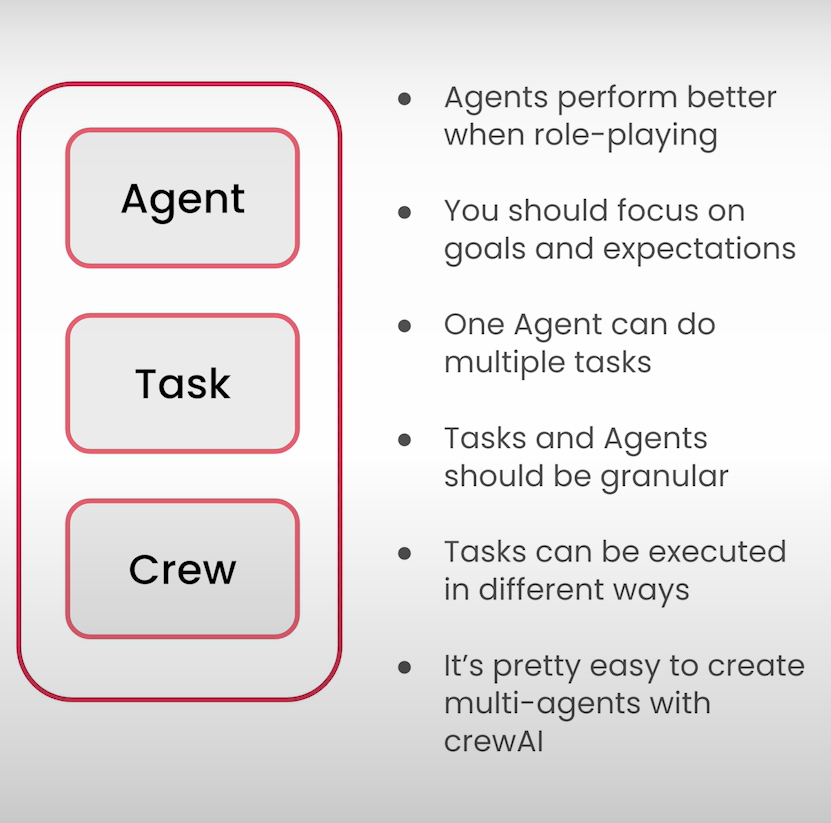 Agent
Task
Crew
● Agents perform better
when role-playing
● You should focus on
goals and expectations
● One Agent can do
multiple tasks
● Tasks and Agents
should be granular
● Tasks can be executed
in different ways
● It's pretty easy to create
multi-agents with
crewAI